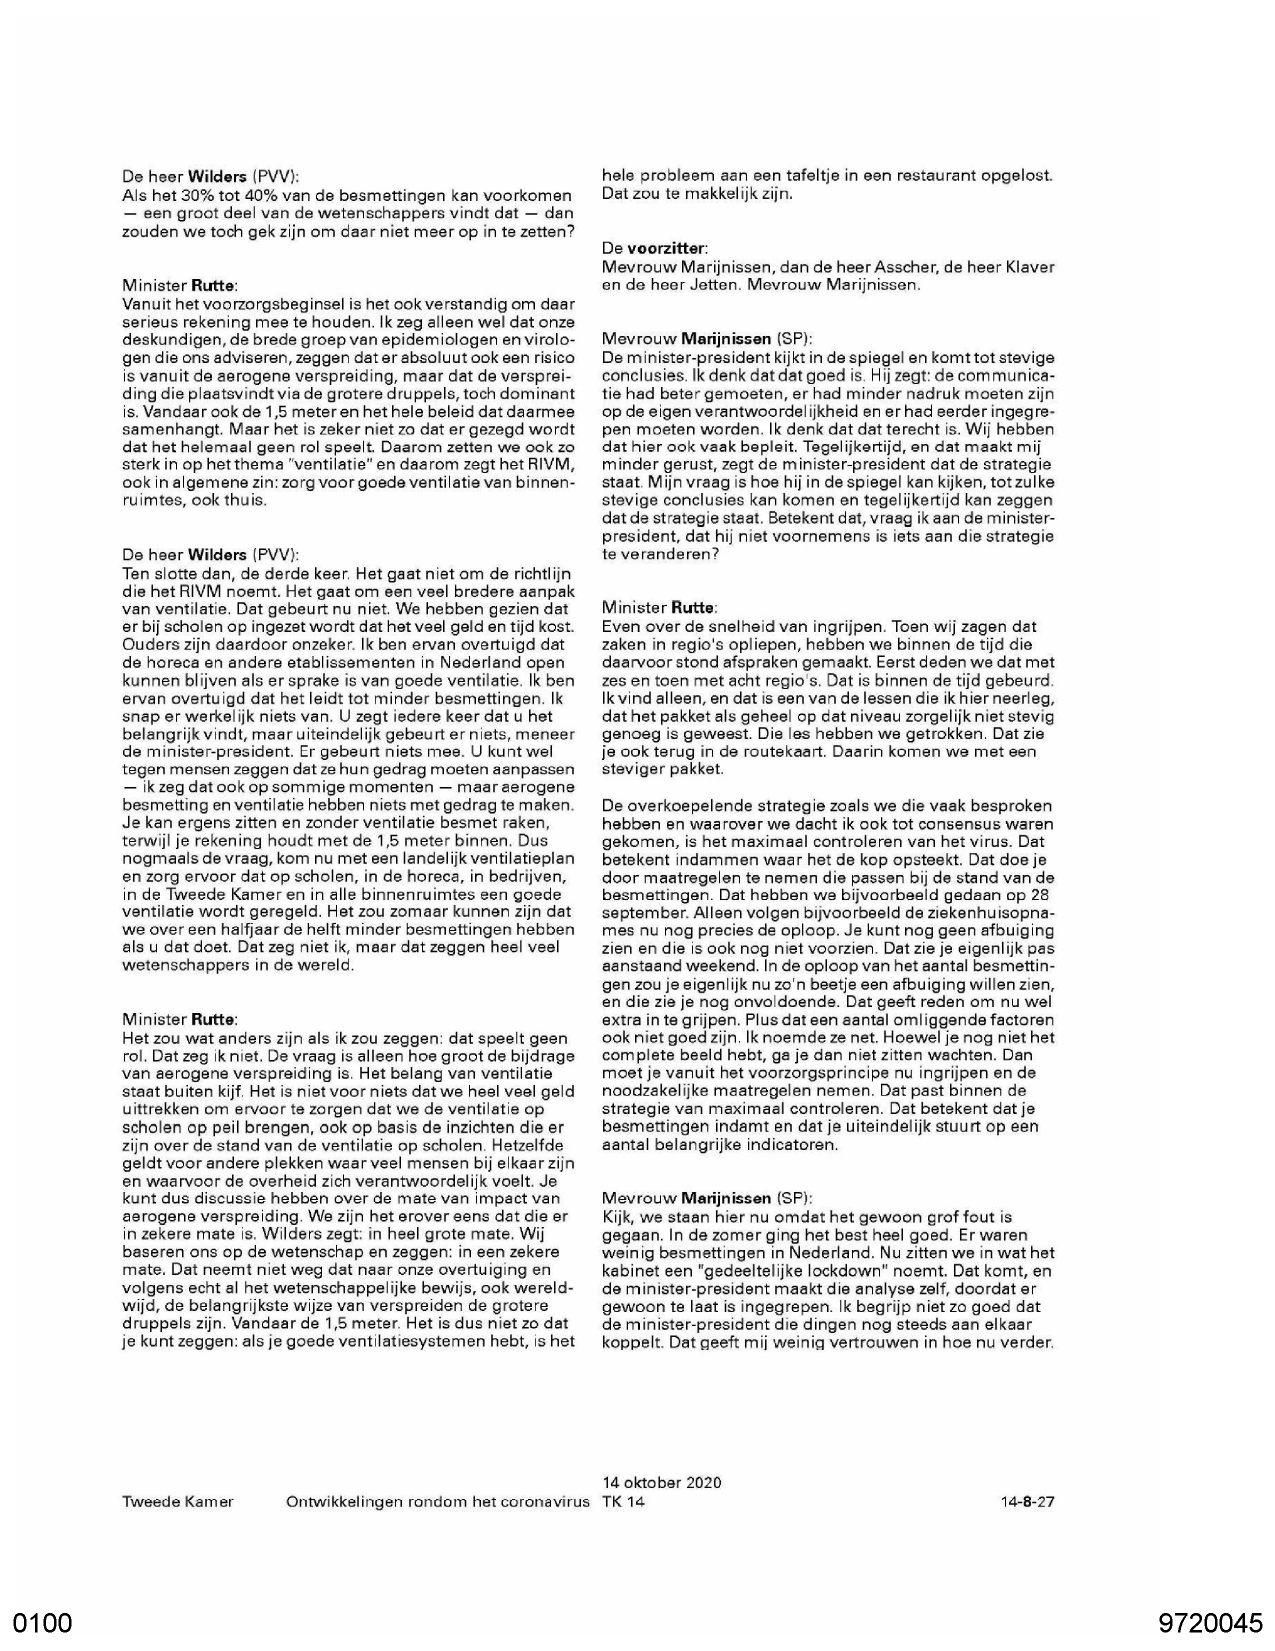 De heer Wilders (PVV):
Als het 30% tot 40% van de besmettingen kan voorkomen
— een groot deel van de wetenschappers vindt dat — dan
zouden we toch gek zijn om daar niet meer op in te zetten?
Minister Rutte:
Vanuit het voorzorgsbeginsel is het ook verstandig om daar
serieus rekening mee te houden. Ik zeg alleen wel dat onze
deskundigen, de brede groep van epidemiologen en virolo-
gen die ons adviseren, zeggen dat er absoluut ook een risico
is vanuit de aerogene verspreiding, maar dat de versprei-
ding die plaatsvindt via de grotere druppels, toch dominant
is. Vandaar ook de 1,5 meter en het hele beleid dat daarmee
samenhangt. Maar het is zeker niet zo dat er gezegd wordt
dat het helemaal geen rol speelt. Daarom zetten we ook zo
sterk in op het thema "ventilatie" en daarom zegt het RIVM,
ook in algemene zin: zorg voor goede ventilatie van binnen-
ruimtes, ook thuis.
De heer Wilders (PVV):
Ten slotte dan, de derde keer. Het gaat niet om de richtlijn
die het RIVM noemt. Het gaat om een veel bredere aanpak
van ventilatie. Dat gebeurt nu niet. We hebben gezien dat
er bij scholen op ingezet wordt dat het veel geld en tijd kost.
Ouders zijn daardoor onzeker. Ik ben ervan overtuigd dat
de horeca en andere etablissementen in Nederland open
kunnen blijven als er sprake is van goede ventilatie. Ik ben
ervan overtuigd dat het leidt tot minder besmettingen. Ik
snap er werkelijk niets van. U zegt iedere keer dat u het
belangrijk vindt, maar uiteindelijk gebeurt er niets, meneer
de minister-president. Er gebeurt niets mee. U kunt wel
tegen mensen zeggen dat ze hun gedrag moeten aanpassen
— ik zeg dat ook op sommige momenten — maar aerogene
besmetting en ventilatie hebben niets met gedrag te maken.
Je kan ergens zitten en zonder ventilatie besmet raken,
terwijl je rekening houdt met de 1,5 meter binnen. Dus
nogmaals de vraag, kom nu met een landelijk ventilatieplan
en zorg ervoor dat op scholen, in de horeca, in bedrijven,
in de Tweede Kamer en in alle binnenruimtes een goede
ventilatie wordt geregeld. Het zou zomaar kunnen zijn dat
we over een halfjaar de helft minder besmettingen hebben
als u dat doet. Dat zeg niet ik, maar dat zeggen heel veel
wetenschappers in de wereld.
Minister Rutte:
Het zou wat anders zijn als ik zou zeggen: dat speelt geen
rol. Dat zeg ik niet. De vraag is alleen hoe groot de bijdrage
van aerogene verspreiding is. Het belang van ventilatie
staat buiten kijf. Het is niet voor niets dat we heel veel geld
uittrekken om ervoor te zorgen dat we de ventilatie op
scholen op peil brengen, ook op basis de inzichten die er
zijn over de stand van de ventilatie op scholen. Hetzelfde
geldt voor andere plekken waar veel mensen bij elkaar zijn
en waarvoor de overheid zich verantwoordelijk voelt. Je
kunt dus discussie hebben over de mate van impact van
aerogene verspreiding. We zijn het erover eens dat die er
in zekere mate is. Wilders zegt: in heel grote mate. Wij
baseren ons op de wetenschap en zeggen: in een zekere
mate. Dat neemt niet weg dat naar onze overtuiging en
volgens echt al het wetenschappelijke bewijs, ook wereld-
wijd, de belangrijkste wijze van verspreiden de grotere
druppels zijn. Vandaar de 1,5 meter. Het is dus niet zo dat
je kunt zeggen: als je goede ventilatiesystemen hebt, is het
hele probleem aan een tafeltje in een restaurant opgelost.
Dat zou te makkelijk zijn.
De voorzitter:
Mevrouw Marijnissen, dan de heer Asscher, de heer Klaver
en de heer Jetten. Mevrouw Marijnissen.
Mevrouw Marijnissen (SP):
De minister-president kijkt in de spiegel en komt tot stevige
conclusies. Ik denk dat dat goed is. Hij zegt: de communica-
tie had beter gemoeten, er had minder nadruk moeten zijn
op de eigen verantwoordelijkheid en er had eerder ingegre-
pen moeten worden. Ik denk dat dat terecht is. Wij hebben
dat hier ook vaak bepleit. Tegelijkertijd, en dat maakt mij
minder gerust, zegt de minister-president dat de strategie
staat. Mijn vraag is hoe hij in de spiegel kan kijken, tot zulke
stevige conclusies kan komen en tegelijkertijd kan zeggen
dat de strategie staat. Betekent dat, vraag ik aan de minister-
president, dat hij niet voornemens is iets aan die strategie
te veranderen?
Minister Rutte:
Even over de snelheid van ingrijpen. Toen wij zagen dat
zaken in regio's opliepen, hebben we binnen de tijd die
daarvoor stond afspraken gemaakt. Eerst deden we dat met
zes en toen met acht regio's. Dat is binnen de tijd gebeurd.
Ik vind alleen, en dat is een van de lessen die ik hier neerleg,
dat het pakket als geheel op dat niveau zorgelijk niet stevig
genoeg is geweest. Die les hebben we getrokken. Dat zie
je ook terug in de routekaart. Daarin komen we met een
steviger pakket.
De overkoepelende strategie zoals we die vaak besproken
hebben en waarover we dacht ik ook tot consensus waren
gekomen, is het maximaal controleren van het virus. Dat
betekent indammen waar het de kop opsteekt. Dat doe je
door maatregelen te nemen die passen bij de stand van de
besmettingen. Dat hebben we bijvoorbeeld gedaan op 28
september. Alleen volgen bijvoorbeeld de ziekenhuisopna-
mes nu nog precies de oploop. Je kunt nog geen afbuiging
zien en die is ook nog niet voorzien. Dat zie je eigenlijk pas
aanstaand weekend. In de oploop van het aantal besmettin-
gen zou je eigenlijk nu zo'n beetje een afbuiging willen zien,
en die zie je nog onvoldoende. Dat geeft reden om nu wel
extra in te grijpen. Plus dat een aantal omliggende factoren
ook niet goed zijn. Ik noemde ze net. Hoewel je nog niet het
complete beeld hebt, ga je dan niet zitten wachten. Dan
moet je vanuit het voorzorgsprincipe nu ingrijpen en de
noodzakelijke maatregelen nemen. Dat past binnen de
strategie van maximaal controleren. Dat betekent dat je
besmettingen indamt en dat je uiteindelijk stuurt op een
aantal belangrijke indicatoren.
Mevrouw Marijnissen (SP):
Kijk, we staan hier nu omdat het gewoon grof fout is
gegaan. In de zomer ging het best heel goed. Er waren
weinig besmettingen in Nederland. Nu zitten we in wat het
kabinet een "gedeeltelijke lockdown" noemt. Dat komt, en
de minister-president maakt die analyse zelf, doordat er
gewoon te laat is ingegrepen. Ik begrijp niet zo goed dat
de minister-president die dingen nog steeds aan elkaar
koppelt. Dat geeft mij weinig vertrouwen in hoe nu verder.
14 oktober 2020
Tweede Kamer Ontwikkelingen rondom het coronavirus TK 14 14-8-27
0100 9720045